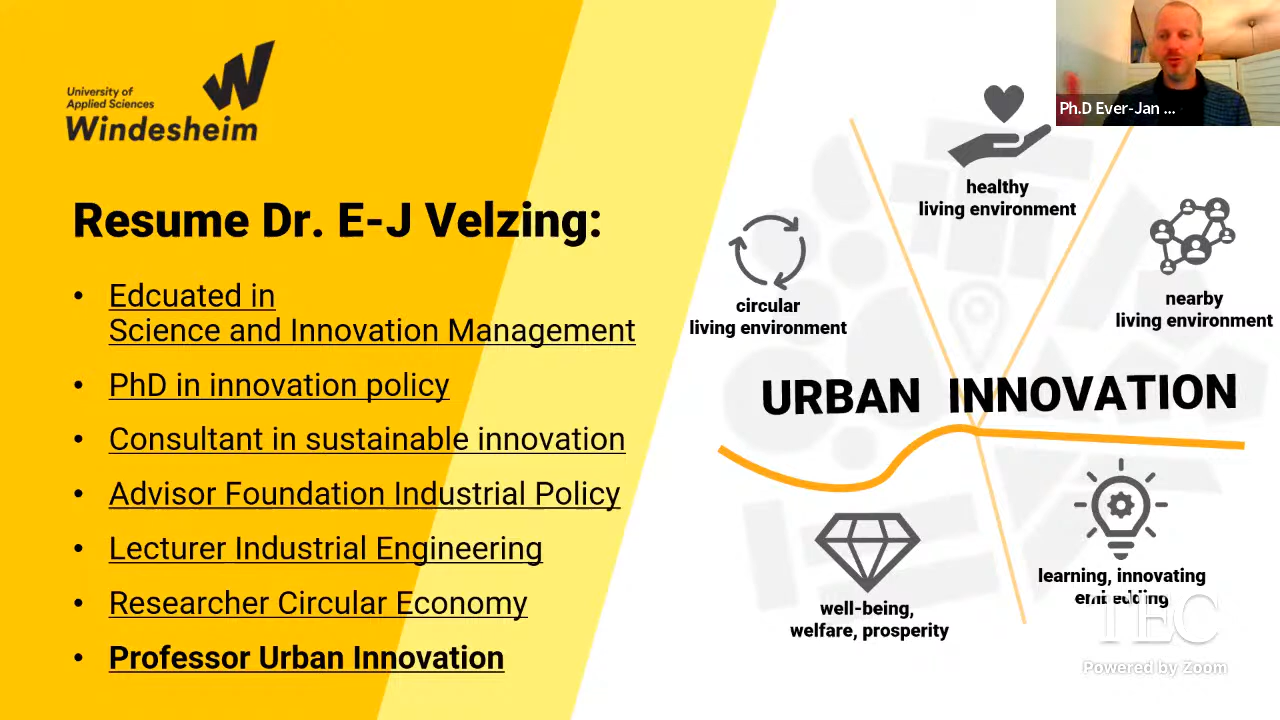 University of
Applied Sciences
Windesheim
Resume Dr. E-J Velzing:
• Edcuated in
Science and Innovation Management
• PhD in innovation policy
• Consultant in sustainable innovation
• Advisor Foundation Industrial Policy
• Lecturer Industrial Engineering
• Researcher Circular Economy
• Professor Urban Innovation
Ph.D Ever-Jan ...
healthy
living environment
circular
living environment
nearby
living environment
URBAN INNOVATION
well-being,
welfare, prosperity
learning, innovating
embedding
TEC
Powered by Zoom